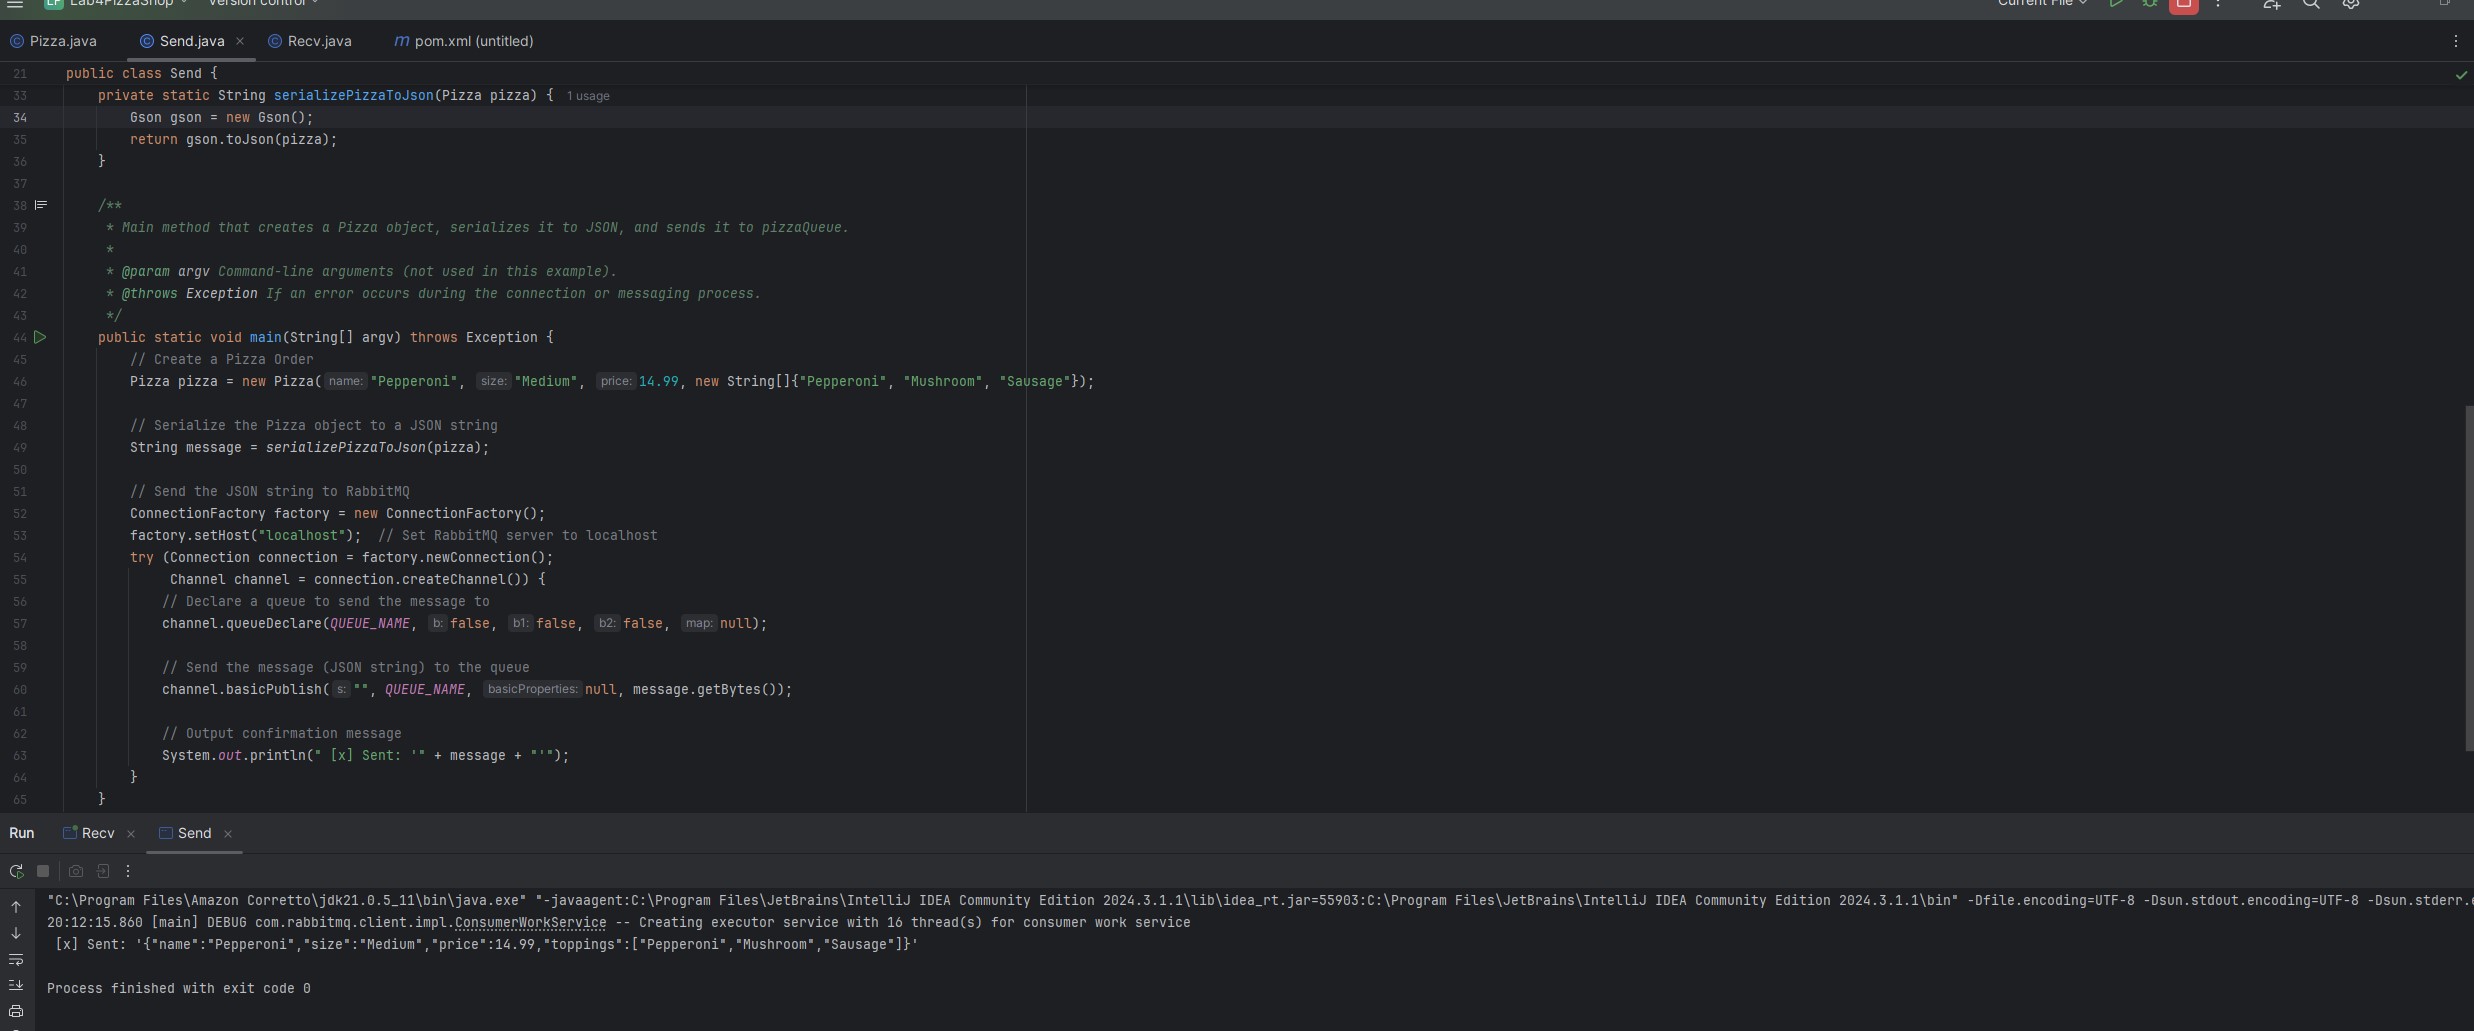 Lab4PizzaShop Version control Current File
Pizza.java Send.java Recv.java pom.xml (untitled)
21 public class Send {
33 private static String serializePizzaToJson(Pizza pizza) { 1 usage
34 Gson gson = new Gson();
35 return gson.toJson(pizza);
36 }
37
38 /**
39 * Main method that creates a Pizza object, serializes it to JSON, and sends it to pizzaQueue.
40 *
41 * @param argv Command-line arguments (not used in this example).
42 * @throws Exception If an error occurs during the connection or messaging process.
43 */
44 public static void main(String[] argv) throws Exception {
45 // Create a Pizza Order
46 Pizza pizza = new Pizza( name: "Pepperoni", size: "Medium", price: 14.99, new String[]{"Pepperoni", "Mushroom", "Sausage"});
47
48 // Serialize the Pizza object to a JSON string
49 String message = serializePizzaToJson(pizza);
50
51 // Send the JSON string to RabbitMQ
52 ConnectionFactory factory = new ConnectionFactory();
53 factory.setHost("localhost"); // Set RabbitMQ server to localhost
54 try (Connection connection = factory.newConnection();
55 Channel channel = connection.createChannel()) {
56 // Declare a queue to send the message to
57 channel.queueDeclare(QUEUE_NAME, b: false, b1: false, b2: false, map: null);
58
59 // Send the message (JSON string) to the queue
60 channel.basicPublish( s: "", QUEUE_NAME, basicProperties: null, message.getBytes());
61
62 // Output confirmation message
63 System.out.println(" [x] Sent: '" + message + "'");
64 }
65 }
Run Recv Send
"C:\Program Files\Amazon Corretto\jdk21.0.5_11\bin\java.exe" "-javaagent:C:\Program Files\JetBrains\IntelliJ IDEA Community Edition 2024.3.1.1\lib\idea_rt.jar=55903:C:\Program Files\JetBrains\IntelliJ IDEA Community Edition 2024.3.1.1\bin" -Dfile.encoding=UTF-8 -Dsun.stdout.encoding=UTF-8 -Dsun.stderr.e
20:12:15.860 [main] DEBUG com.rabbitmq.client.impl.ConsumerWorkService -- Creating executor service with 16 thread(s) for consumer work service
[x] Sent: '{"name":"Pepperoni","size":"Medium","price":14.99,"toppings":["Pepperoni","Mushroom","Sausage"]}'
Process finished with exit code 0